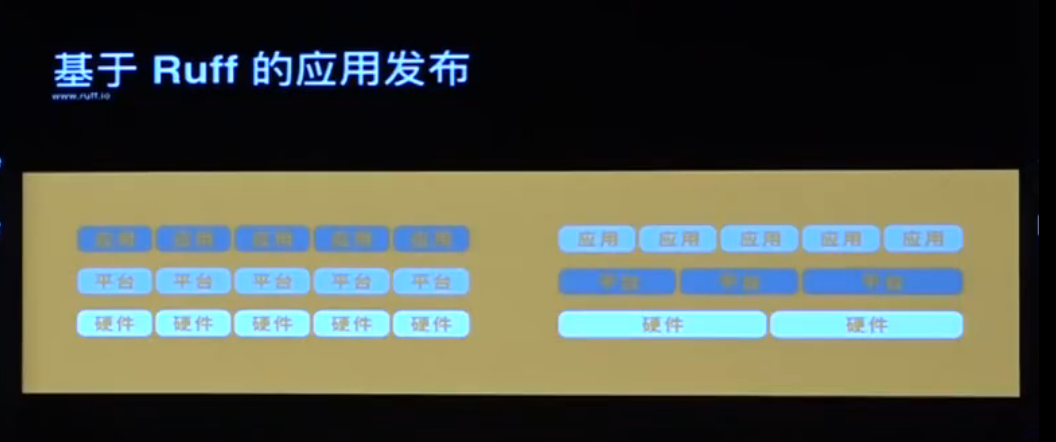 基于 Ruff 的应用发布
www.ruff.io
应用 应用 应用 应用 应用
平台 平台 平台 平台 平台
硬件 硬件 硬件 硬件 硬件
应用 应用 应用 应用 应用
平台 平台 平台
硬件 硬件